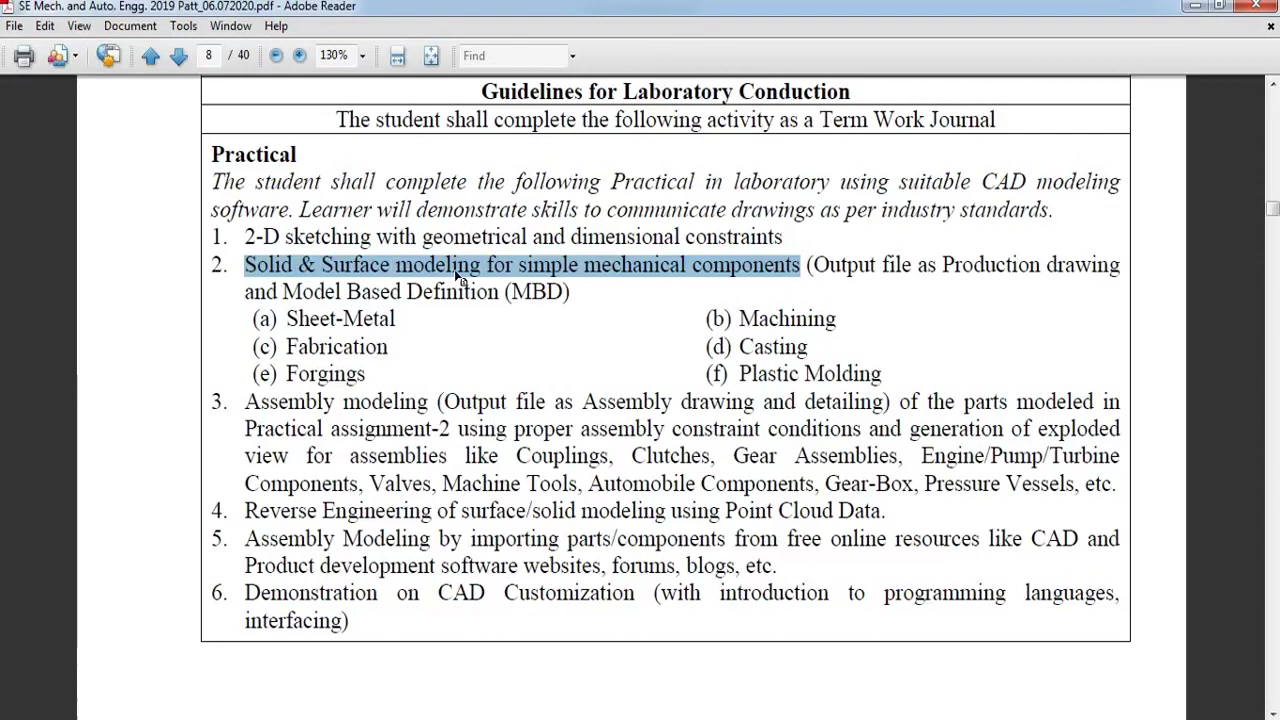 SE Mech. and Auto. Engg. 2019 Patt_06.072020.pdf - Adobe Reader
File Edit View Document Tools Window Help
8 / 40 130% Find
Guidelines for Laboratory Conduction
The student shall complete the following activity as a Term Work Journal
Practical
The student shall complete the following Practical in laboratory using suitable CAD modeling
software. Learner will demonstrate skills to communicate drawings as per industry standards.
1. 2-D sketching with geometrical and dimensional constraints
2. Solid & Surface modeling for simple mechanical components (Output file as Production drawing
and Model Based Definition (MBD)
(a) Sheet-Metal (b) Machining
(c) Fabrication (d) Casting
(e) Forgings (f) Plastic Molding
3. Assembly modeling (Output file as Assembly drawing and detailing) of the parts modeled in
Practical assignment-2 using proper assembly constraint conditions and generation of exploded
view for assemblies like Couplings, Clutches, Gear Assemblies, Engine/Pump/Turbine
Components, Valves, Machine Tools, Automobile Components, Gear-Box, Pressure Vessels, etc.
4. Reverse Engineering of surface/solid modeling using Point Cloud Data.
5. Assembly Modeling by importing parts/components from free online resources like CAD and
Product development software websites, forums, blogs, etc.
6. Demonstration on CAD Customization (with introduction to programming languages,
interfacing)